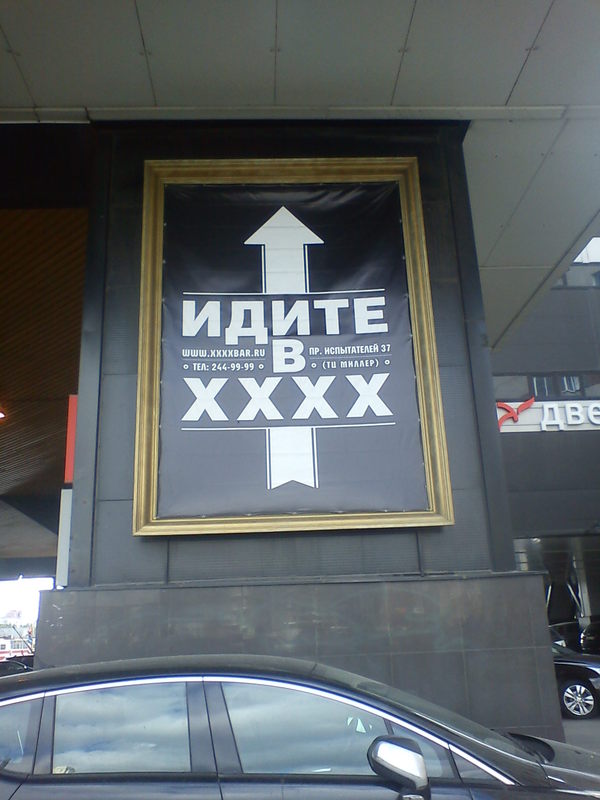 ИДИТЕ
В
WWW.XXXXBAR.RU
ТЕЛ: 244-99-99
ПР. ИСПЫТАТЕЛЕЙ 37
(ТЦ МИЛЛЕР)
XXXX
две